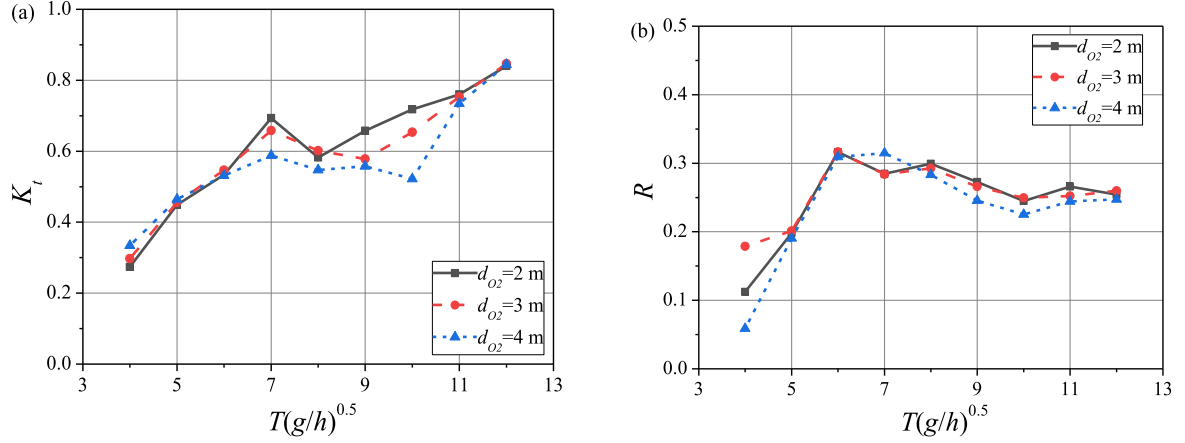 (a)
1.0
0.8
0.6
0.4
0.2
0.0
K_t
3 5 7 9 11 13
T(g/h)^0.5
d_O2=2 m
d_O2=3 m
d_O2=4 m
(b)
0.5
0.4
0.3
0.2
0.1
0.0
R
3 5 7 9 11 13
T(g/h)^0.5
d_O2=2 m
d_O2=3 m
d_O2=4 m